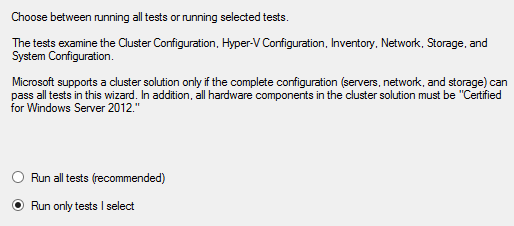 Choose between running all tests or running selected tests.
The tests examine the Cluster Configuration, Hyper-V Configuration, Inventory, Network, Storage, and
System Configuration.
Microsoft supports a cluster solution only if the complete configuration (servers, network, and storage) can
pass all tests in this wizard. In addition, all hardware components in the cluster solution must be "Certified
for Windows Server 2012."
Run all tests (recommended)
Run only tests I select